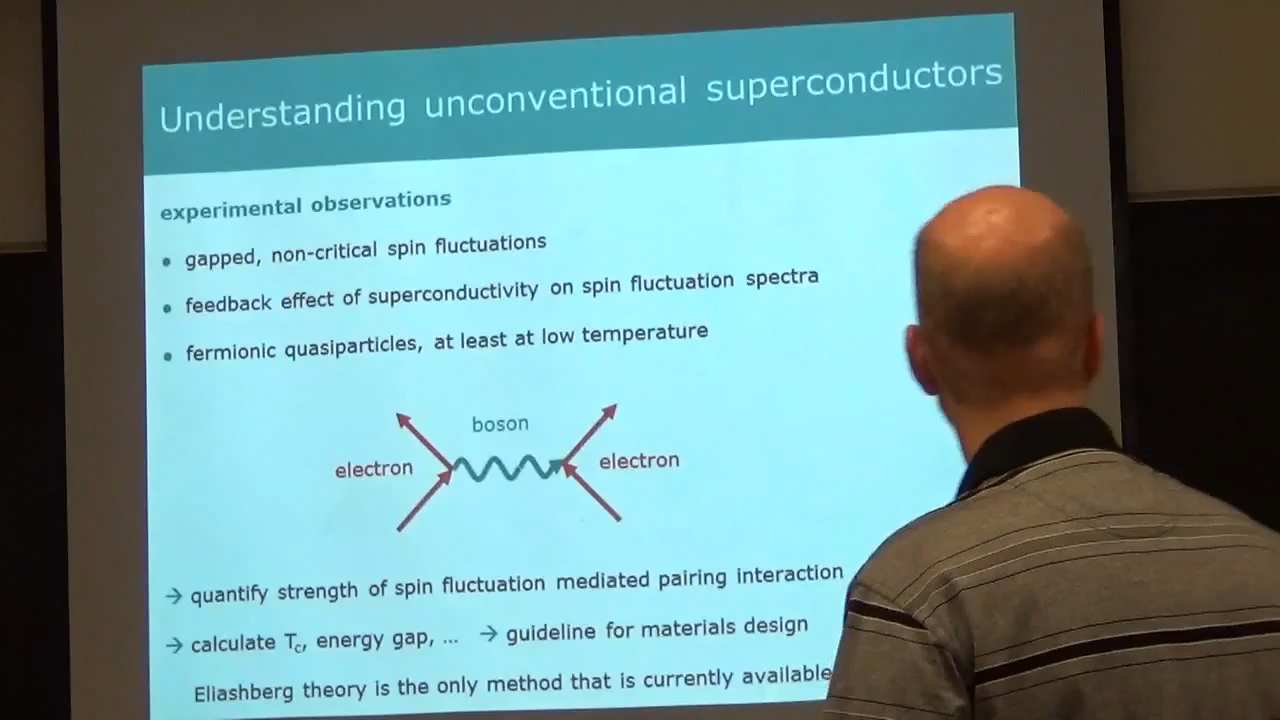 Understanding unconventional superconductors
experimental observations
• gapped, non-critical spin fluctuations
• feedback effect of superconductivity on spin fluctuation spectra
• fermionic quasiparticles, at least at low temperature
boson
electron
electron
→ quantify strength of spin fluctuation mediated pairing interaction
→ calculate Tc, energy gap, ... → guideline for materials design
Eliashberg theory is the only method that is currently available